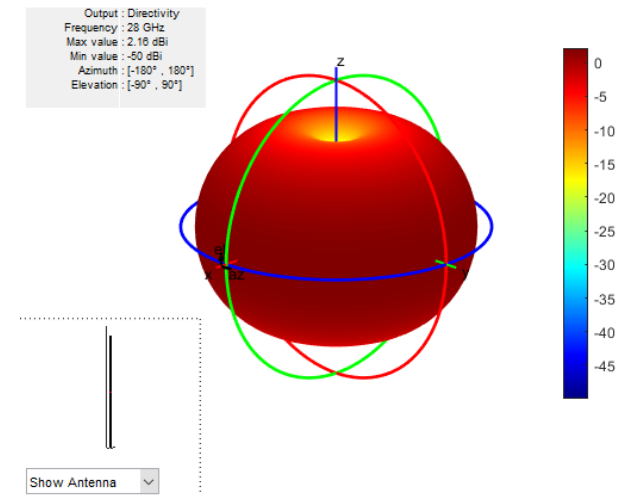 Output : Directivity
Frequency : 28 GHz
Max value : 2.16 dBi
Min value : -50 dBi
Azimuth : [-180° , 180°]
Elevation : [-90° , 90°]
z
x
az
y
0
-5
-10
-15
-20
-25
-30
-35
-40
-45
Show Antenna